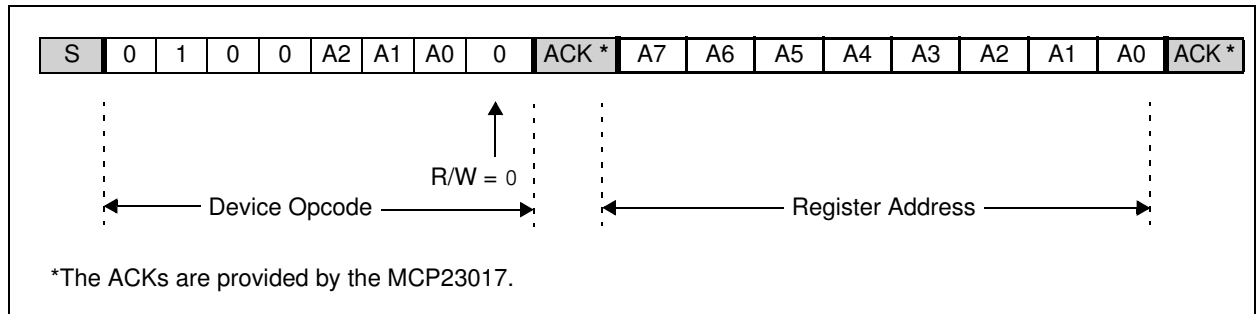 S 0 1 0 0 A2 A1 A0 0 ACK * A7 A6 A5 A4 A3 A2 A1 A0 ACK *
R/W = 0
Device Opcode Register Address
*The ACKs are provided by the MCP23017.